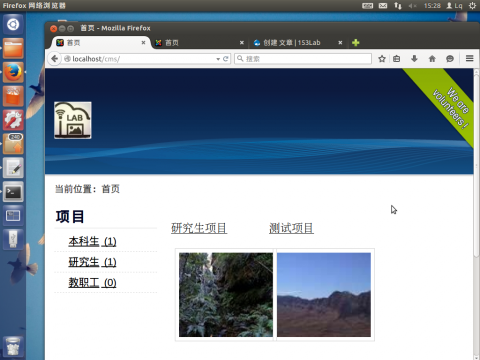 Firefox 网络浏览器
15:28
Lq
首页 - Mozilla Firefox
首页
首页
创建 文章 | 153Lab
localhost/cms/
搜索
We are
volunteers!
LAB
当前位置: 首页
项目
本科生 (1)
研究生 (1)
教职工 (0)
研究生项目
测试项目